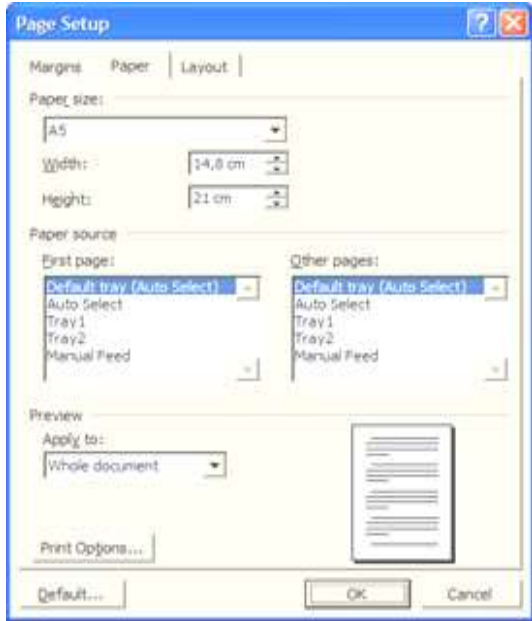 Page Setup
Margins Paper Layout
Paper size:
A5
Width: 14,8 cm
Height: 21 cm
Paper source
First page: Other pages:
Default tray (Auto Select) Default tray (Auto Select)
Auto Select Auto Select
Tray1 Tray1
Tray2 Tray2
Manual Feed Manual Feed
Preview
Apply to:
Whole document
Print Options...
Default... OK Cancel